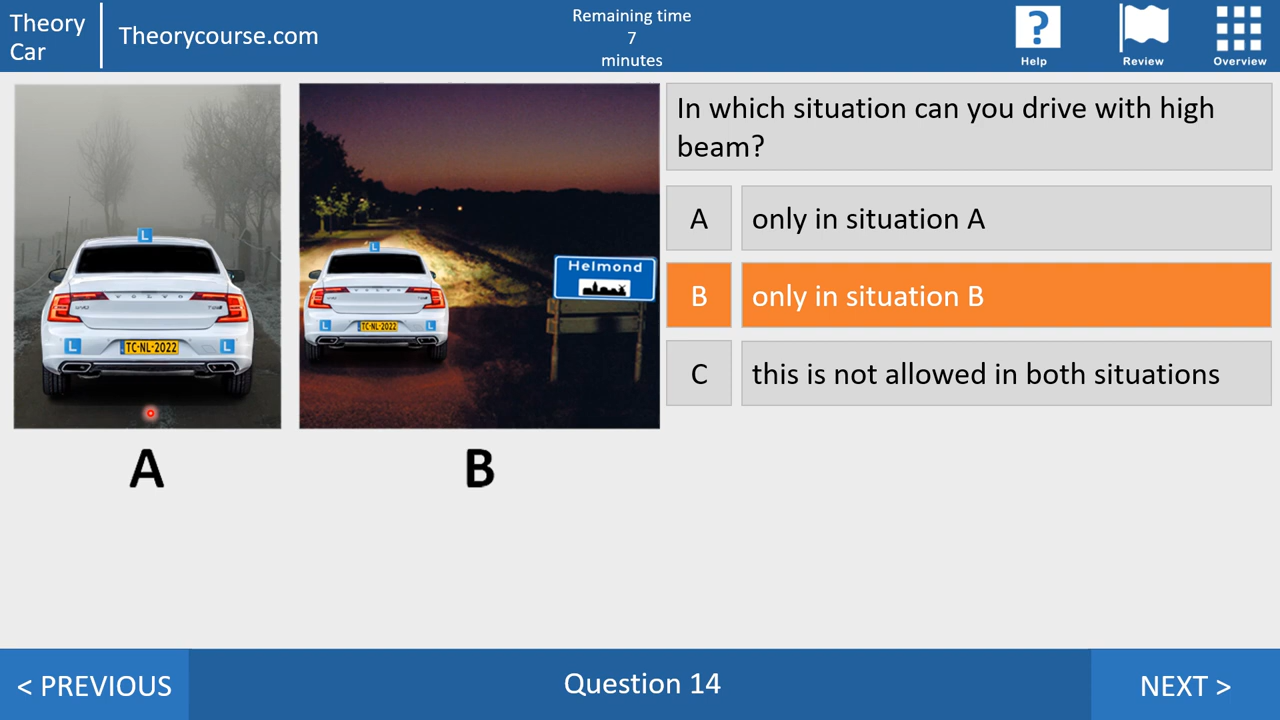 Theory
Car
Theorycourse.com
Remaining time
7
minutes
?
Help
Review
Overview
In which situation can you drive with high
beam?
A only in situation A
B only in situation B
C this is not allowed in both situations
L
VOLVO
L
L
TC-NL-2022
L
L
L
TC-NL-2022
Helmond
A
B
< PREVIOUS
Question 14
NEXT >